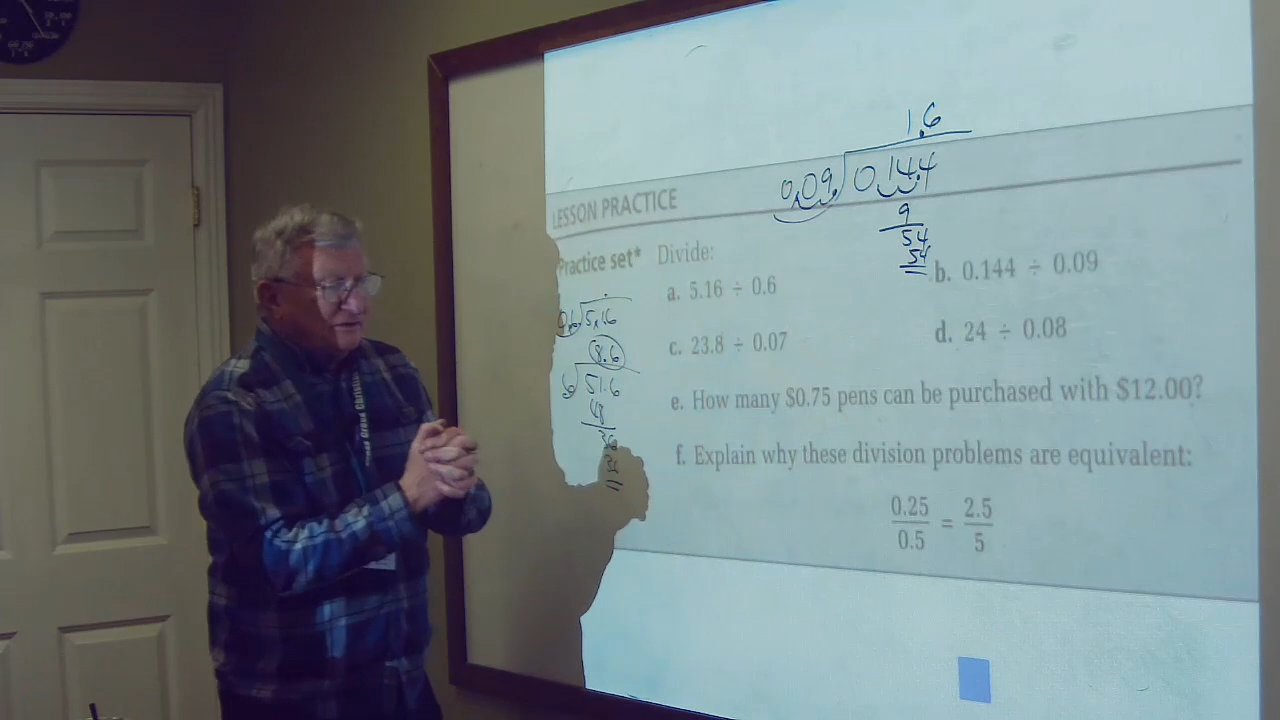 1.6
0.09. 0.14.4
9
54
54
LESSON PRACTICE
Practice set* Divide:
a. 5.16 ÷ 0.6
b. 0.144 ÷ 0.09
0.6 5.16
c. 23.8 ÷ 0.07
d. 24 ÷ 0.08
8.6
6 51.6
48
e. How many $0.75 pens can be purchased with $12.00?
f. Explain why these division problems are equivalent:
0.25 = 2.5
0.5 5